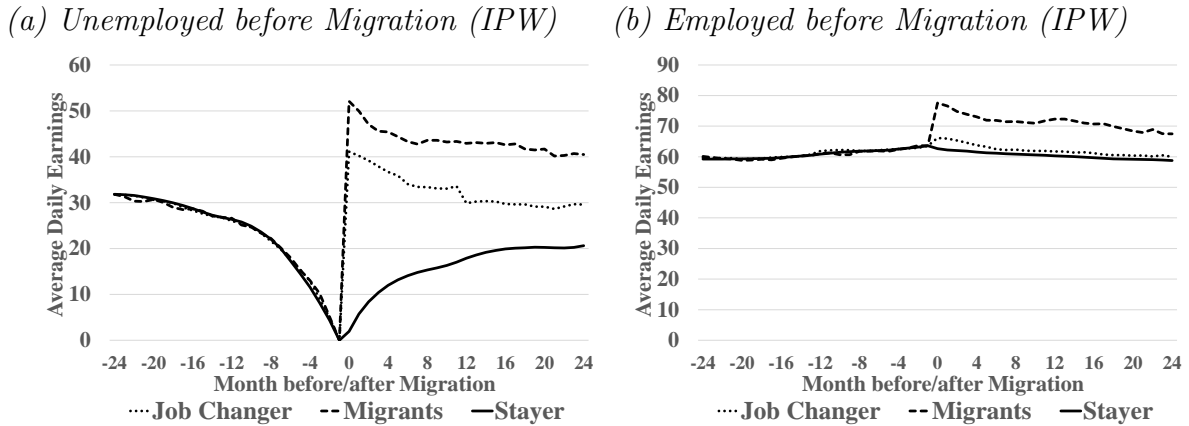 (a) Unemployed before Migration (IPW)
60
50
40
30
20
10
0
Average Daily Earnings
-24 -20 -16 -12 -8 -4 0 4 8 12 16 20 24
Month before/after Migration
Job Changer Migrants Stayer
(b) Employed before Migration (IPW)
90
80
70
60
50
40
30
20
10
0
Average Daily Earnings
-24 -20 -16 -12 -8 -4 0 4 8 12 16 20 24
Month before/after Migration
Job Changer Migrants Stayer